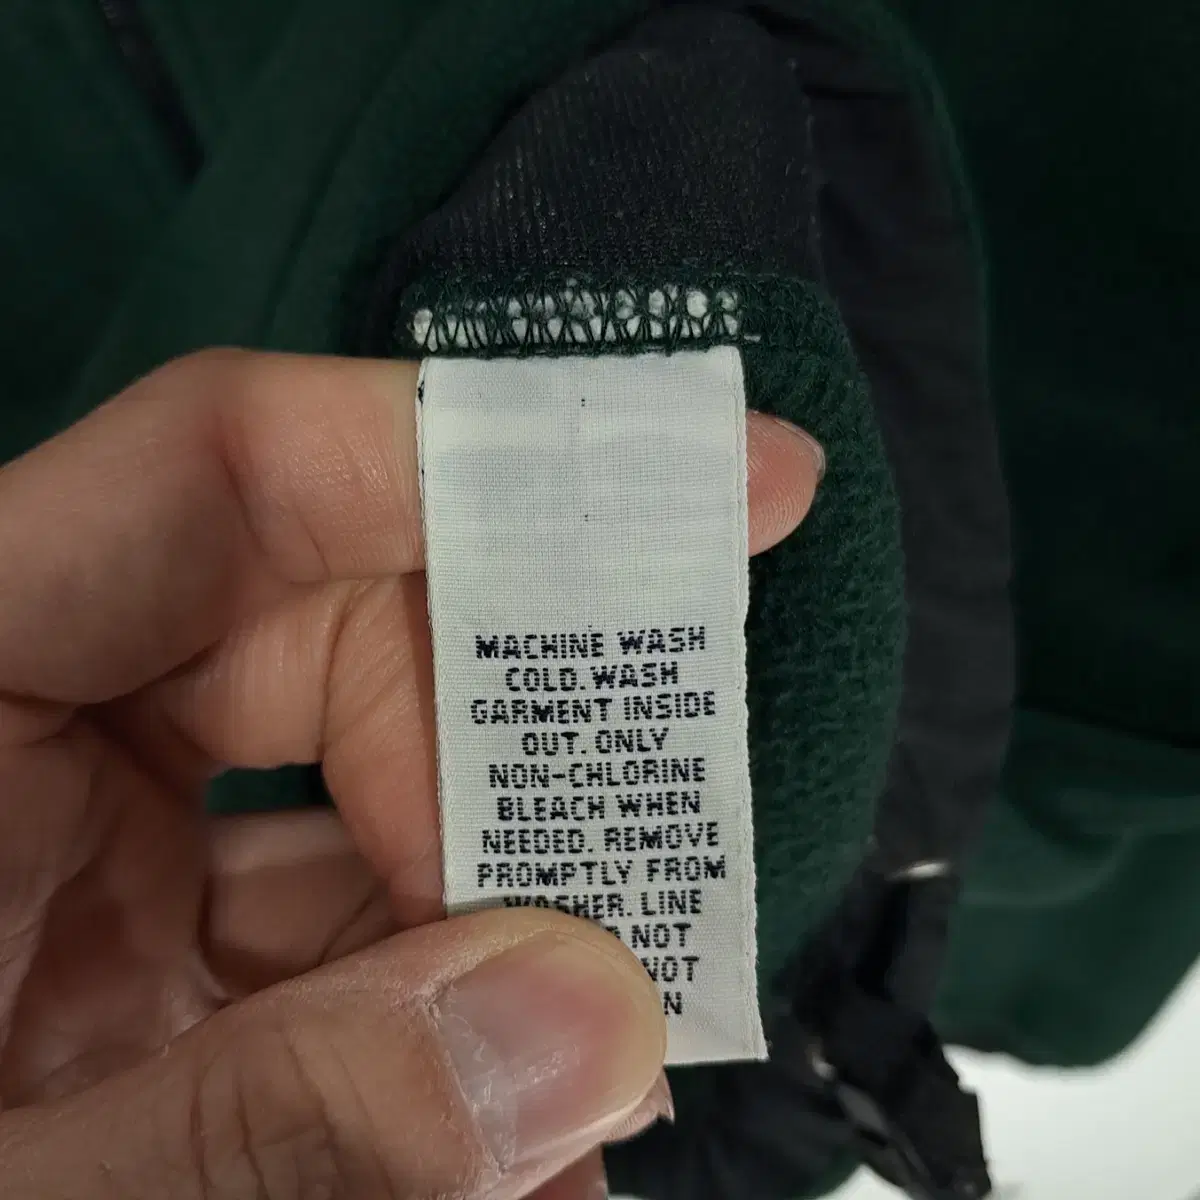 MACHINE WASH
COLD. WASH
GARMENT INSIDE
OUT. ONLY
NON-CHLORINE
BLEACH WHEN
NEEDED. REMOVE
PROMPTLY FROM
WASHER. LINE
NOT
NOT